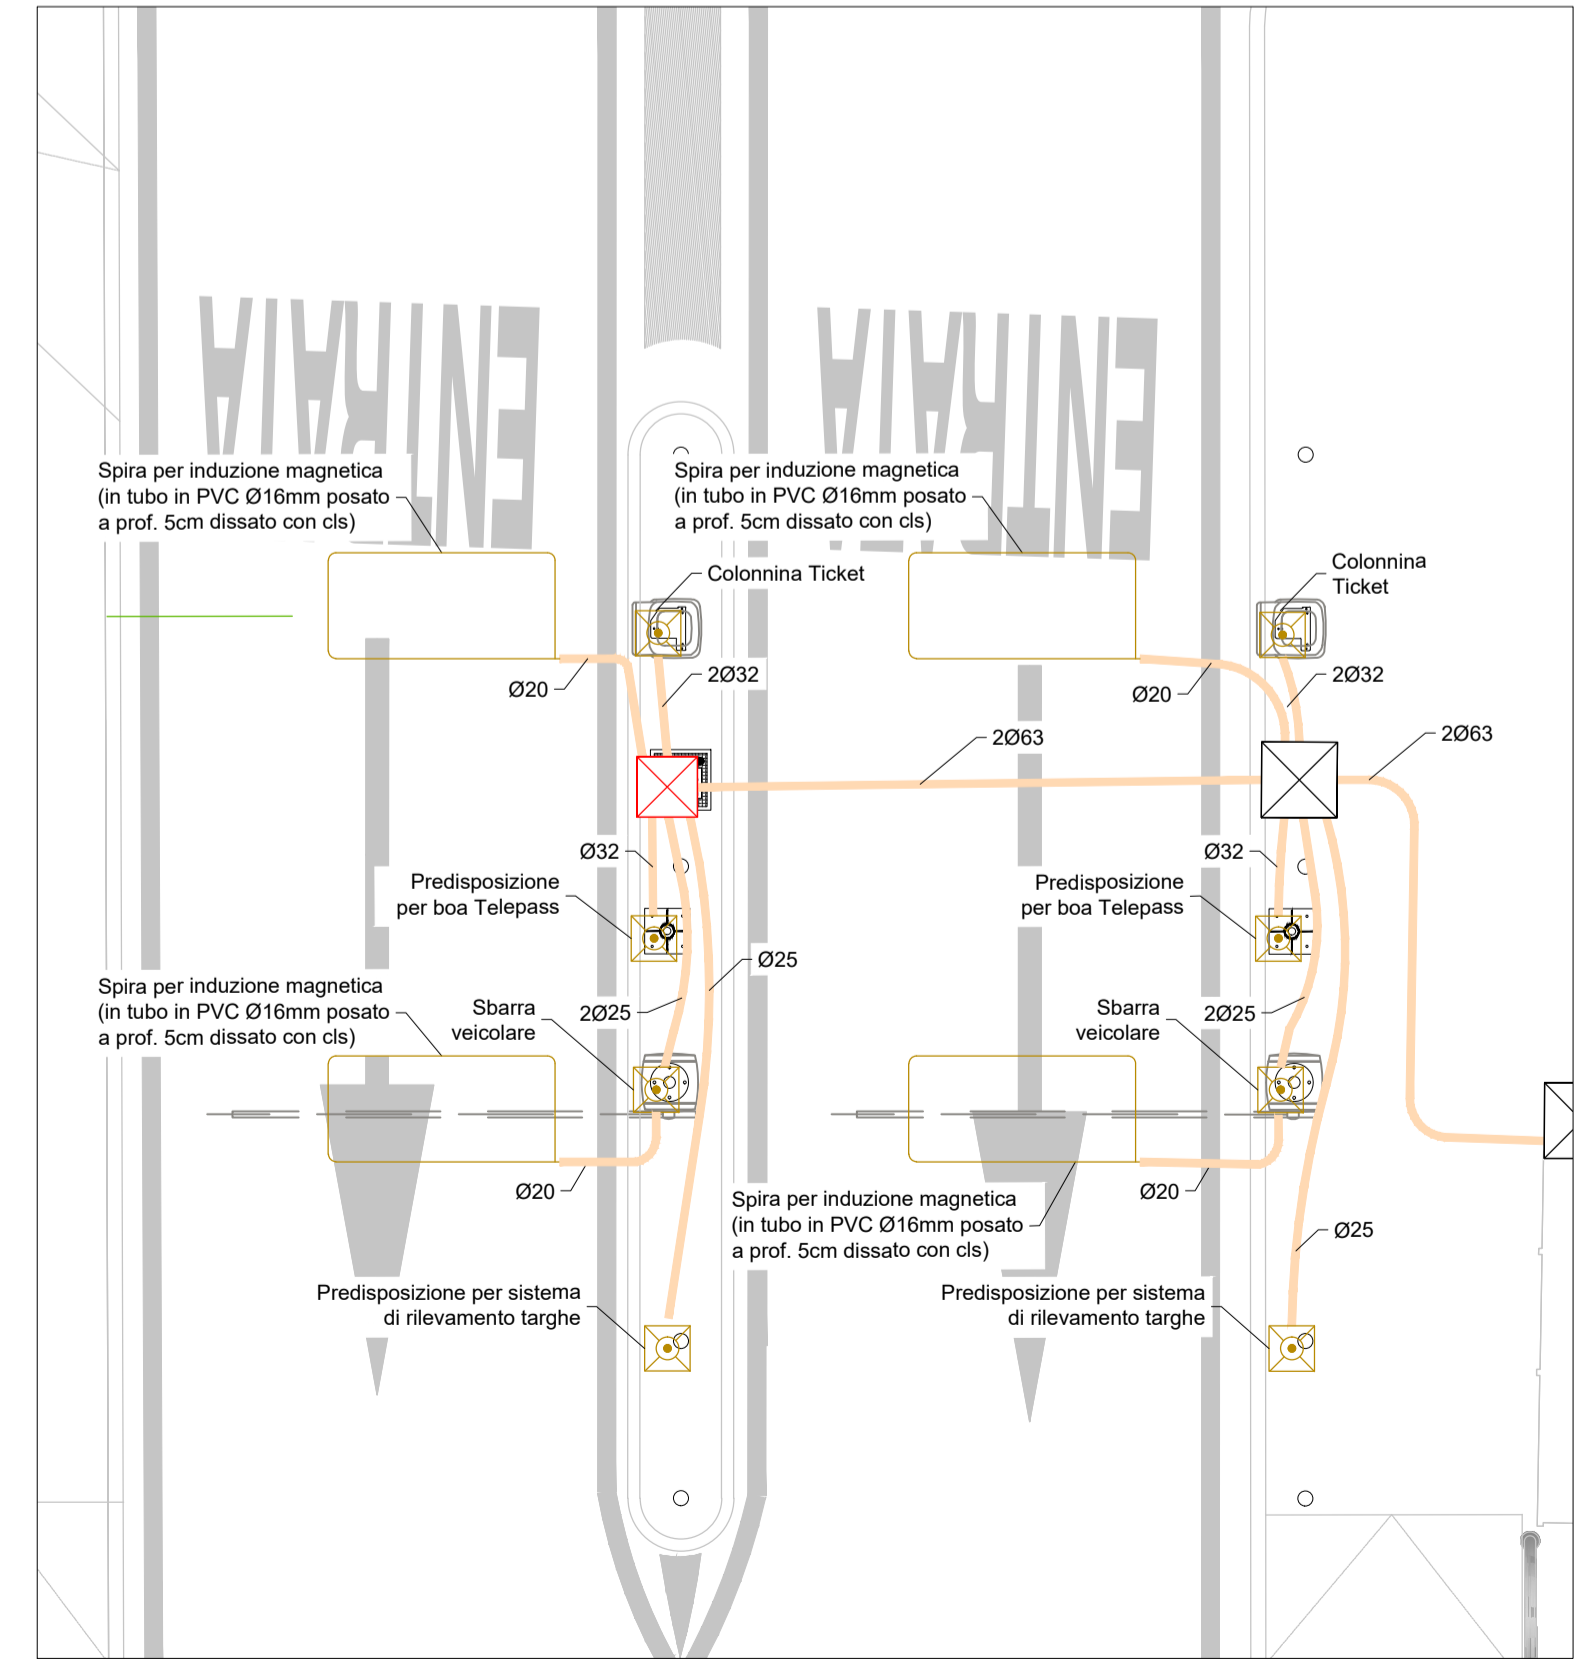 ENTRATA
ENTRATA
Spira per induzione magnetica
(in tubo in PVC Ø16mm posato
a prof. 5cm dissato con cls)
Spira per induzione magnetica
(in tubo in PVC Ø16mm posato
a prof. 5cm dissato con cls)
Colonnina Ticket
Colonnina
Ticket
Ø20
2Ø32
Ø20
2Ø32
2Ø63
2Ø63
Ø32
Ø32
Predisposizione
per boa Telepass
Predisposizione
per boa Telepass
Ø25
Spira per induzione magnetica
(in tubo in PVC Ø16mm posato
a prof. 5cm dissato con cls)
Sbarra
veicolare
2Ø25
Sbarra
veicolare
2Ø25
Ø20
Ø20
Spira per induzione magnetica
(in tubo in PVC Ø16mm posato
a prof. 5cm dissato con cls)
Ø25
Predisposizione per sistema
di rilevamento targhe
Predisposizione per sistema
di rilevamento targhe